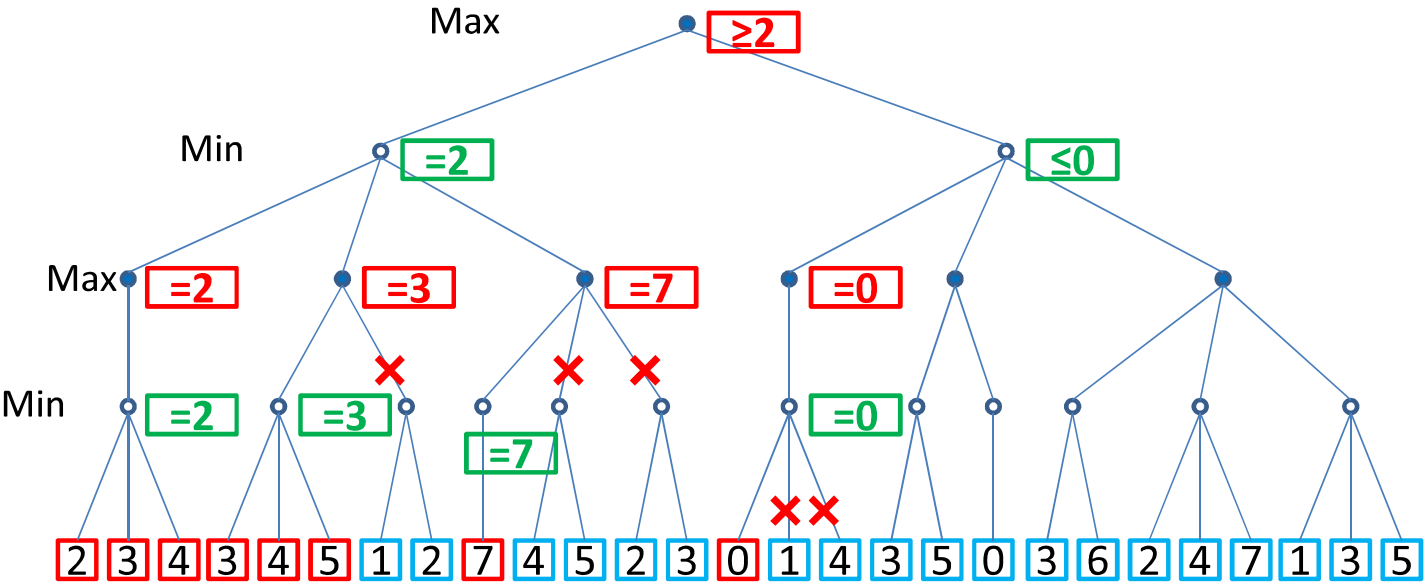 Max ≥2
Min =2 ≤0
Max =2 =3 =7 =0
Min =2 =3 =0
=7
2 3 4 3 4 5 1 2 7 4 5 2 3 0 1 4 3 5 0 3 6 2 4 7 1 3 5